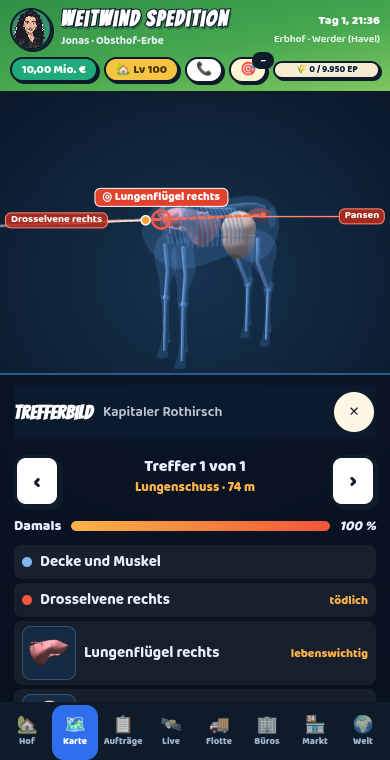 WEITWIND SPEDITION
Jonas · Obsthof-Erbe
Tag 1, 21:36
Erbhof · Werder (Havel)
10,00 Mio. €
Lv 100
–
0 / 9.950 EP
Lungenflügel rechts
Drosselvene rechts
Pansen
TREFFERBILD
Kapitaler Rothirsch
×
‹
Treffer 1 von 1
Lungenschuss · 74 m
›
Damals
100 %
Decke und Muskel
Drosselvene rechts
tödlich
Lungenflügel rechts
lebenswichtig
Hof
Karte
Aufträge
Live
Flotte
Büros
Markt
Welt